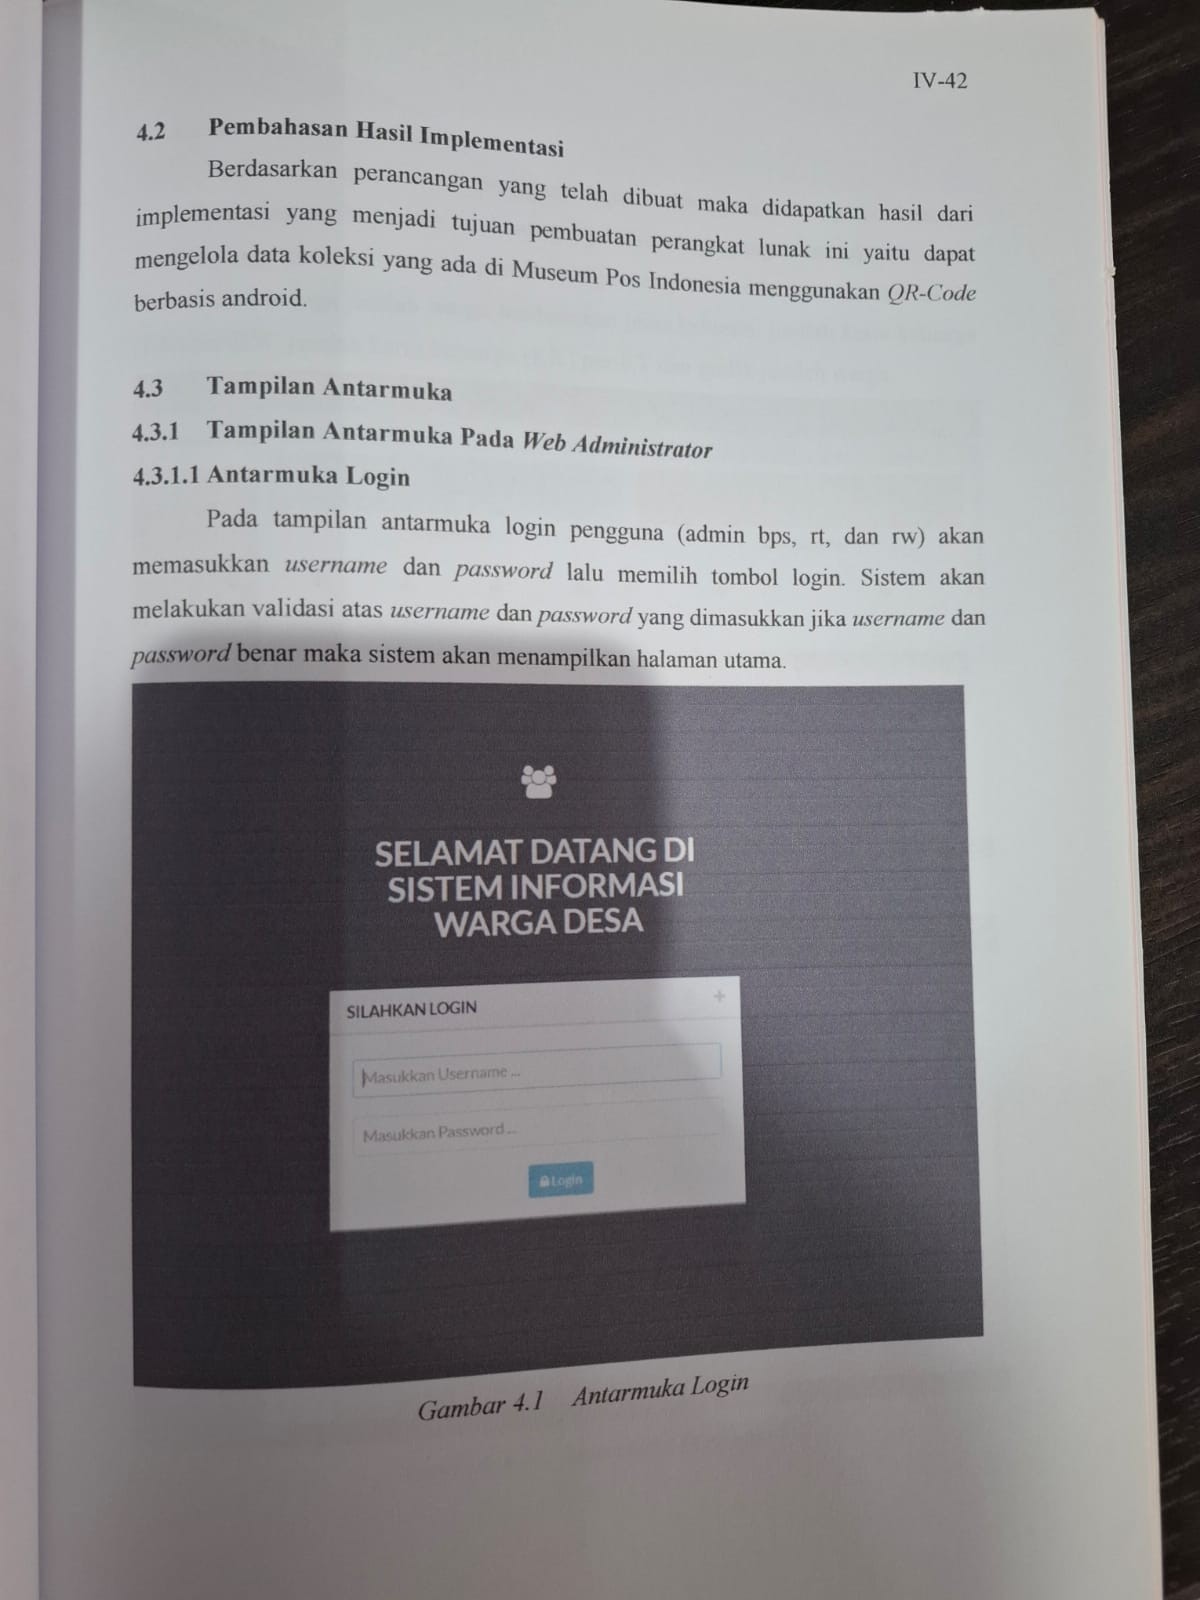 IV-42
4.2 Pembahasan Hasil Implementasi
Berdasarkan perancangan yang telah dibuat maka didapatkan hasil dari
implementasi yang menjadi tujuan pembuatan perangkat lunak ini yaitu dapat
mengelola data koleksi yang ada di Museum Pos Indonesia menggunakan QR-Code
berbasis android.
4.3 Tampilan Antarmuka
4.3.1 Tampilan Antarmuka Pada Web Administrator
4.3.1.1 Antarmuka Login
Pada tampilan antarmuka login pengguna (admin bps, rt, dan rw) akan
memasukkan username dan password lalu memilih tombol login. Sistem akan
melakukan validasi atas username dan password yang dimasukkan jika username dan
password benar maka sistem akan menampilkan halaman utama.
SELAMAT DATANG DI
SISTEM INFORMASI
WARGA DESA
SILAHKAN LOGIN +
Masukkan Username ...
Masukkan Password ...
Login
Gambar 4.1 Antarmuka Login